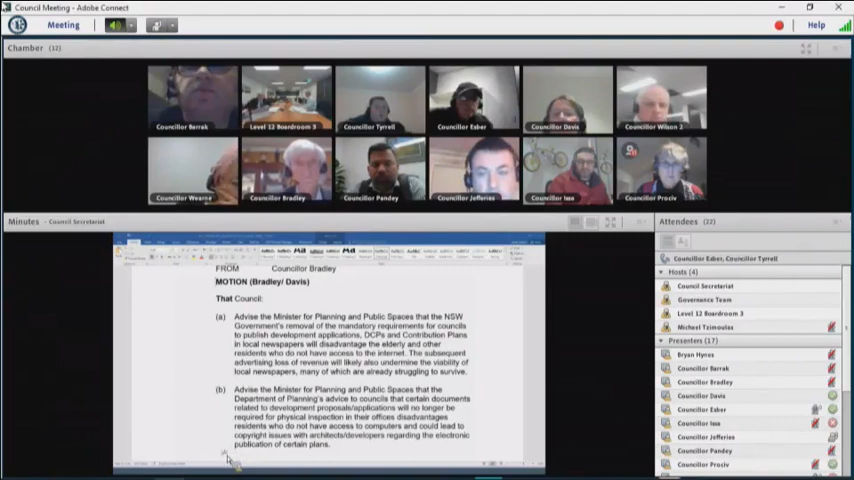 Council Meeting - Adobe Connect
Meeting
Help
Chamber (12)
Councillor Barrak
Level 12 Boardroom 3
Councillor Tyrrell
Councillor Esber
Councillor Davis
Councillor Wilson 2
Councillor Wearne
Councillor Bradley
Councillor Pandey
Councillor Jefferies
Councillor Issa
Councillor Prociv
Minutes - Council Secretariat
FROM Councillor Bradley
MOTION (Bradley/ Davis)
That Council:
(a) Advise the Minister for Planning and Public Spaces that the NSW
Government's removal of the mandatory requirements for councils
to publish development applications, DCPs and Contribution Plans
in local newspapers will disadvantage the elderly and other
residents who do not have access to the internet. The subsequent
advertising loss of revenue will likely also undermine the viability of
local newspapers, many of which are already struggling to survive.
(b) Advise the Minister for Planning and Public Spaces that the
Department of Planning's advice to councils that certain documents
related to development proposals/applications will no longer be
required for physical inspection in their offices disadvantages
residents who do not have access to computers and could lead to
copyright issues with architects/developers regarding the electronic
publication of certain plans.
Attendees (22)
Councillor Esber, Councillor Tyrrell
Hosts (4)
Council Secretariat
Governance Team
Level 12 Boardroom 3
Michael Tzimoulas
Presenters (17)
Bryan Hynes
Councillor Barrak
Councillor Bradley
Councillor Davis
Councillor Esber
Councillor Issa
Councillor Jefferies
Councillor Pandey
Councillor Prociv